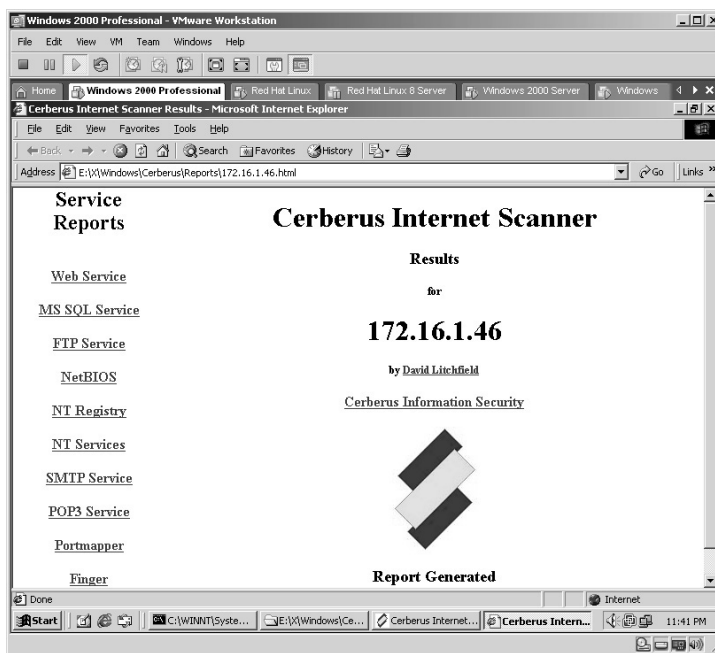 Windows 2000 Professional - VMware Workstation
File Edit View VM Team Windows Help
Home Windows 2000 Professional Red Hat Linux Red Hat Linux 8 Server Windows 2000 Server Windows
Cerberus Internet Scanner Results - Microsoft Internet Explorer
File Edit View Favorites Tools Help
Back Search Favorites History
Address E:\X\Windows\Cerberus\Reports\172.16.1.46.html Go Links »
Service
Reports
Web Service
MS SQL Service
FTP Service
NetBIOS
NT Registry
NT Services
SMTP Service
POP3 Service
Portmapper
Finger
Cerberus Internet Scanner
Results
for
172.16.1.46
by David Litchfield
Cerberus Information Security
Report Generated
Done Internet
Start C:\WINNT\Syste... E:\X\Windows\Ce... Cerberus Internet... Cerberus Intern... 11:41 PM